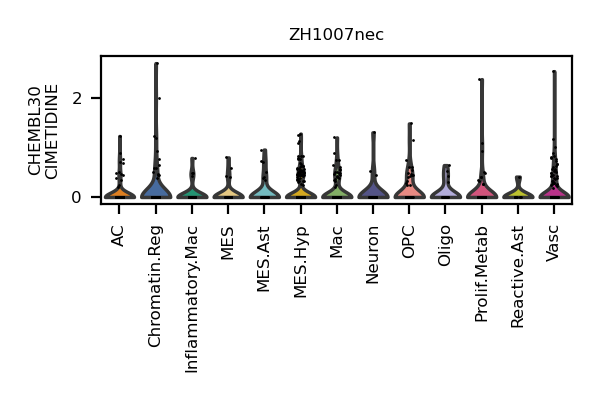 ZH1007nec
CHEMBL30
CIMETIDINE
2
0
AC
Chromatin.Reg
Inflammatory.Mac
MES
MES.Ast
MES.Hyp
Mac
Neuron
OPC
Oligo
Prolif.Metab
Reactive.Ast
Vasc